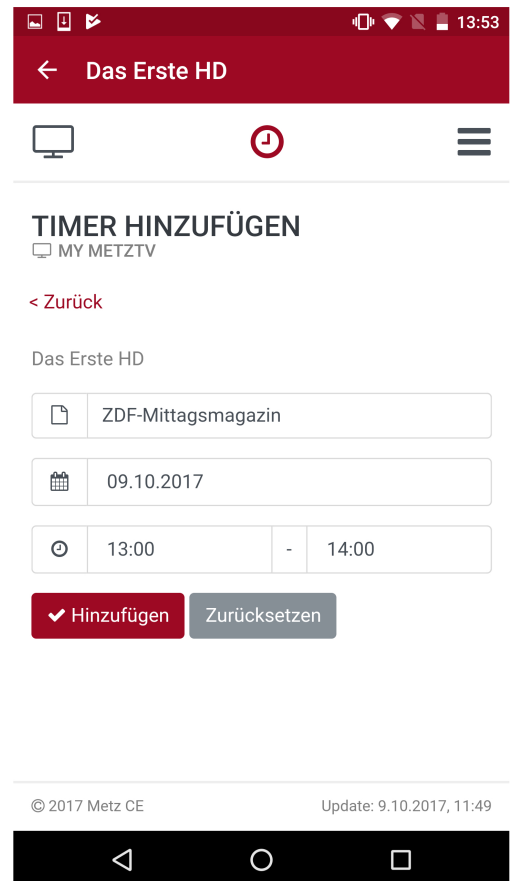 13:53
Das Erste HD
TIMER HINZUFÜGEN
MY METZTV
< Zurück
Das Erste HD
ZDF-Mittagsmagazin
09.10.2017
13:00 - 14:00
Hinzufügen Zurücksetzen
© 2017 Metz CE Update: 9.10.2017, 11:49